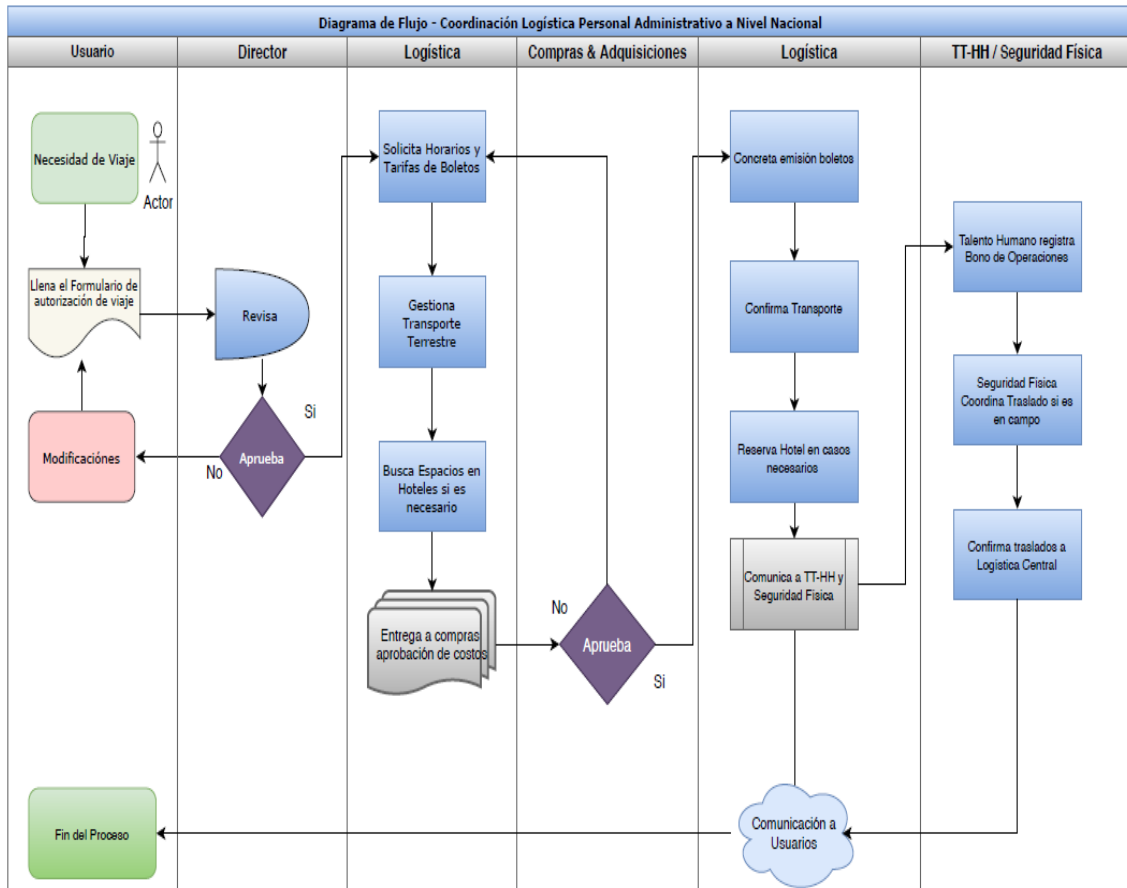 Diagrama de Flujo - Coordinación Logística Personal Administrativo a Nivel Nacional
Usuario
Director
Logística
Compras & Adquisiciones
Logística
TT-HH / Seguridad Física
Necesidad de Viaje
Actor
Llena el Formulario de
autorización de viaje
Modificaciónes
Revisa
Aprueba
Si
No
Solicita Horarios y
Tarifas de Boletos
Gestiona
Transporte
Terrestre
Busca Espacios en
Hoteles si es
necesario
Entrega a compras
aprobación de costos
Aprueba
No
Si
Concreta emisión boletos
Confirma Transporte
Reserva Hotel en casos
necesarios
Comunica a TT-HH y
Seguridad Física
Talento Humano registra
Bono de Operaciones
Seguridad Física
Coordina Traslado si es
en campo
Confirma traslados a
Logística Central
Comunicación a
Usuarios
Fin del Proceso